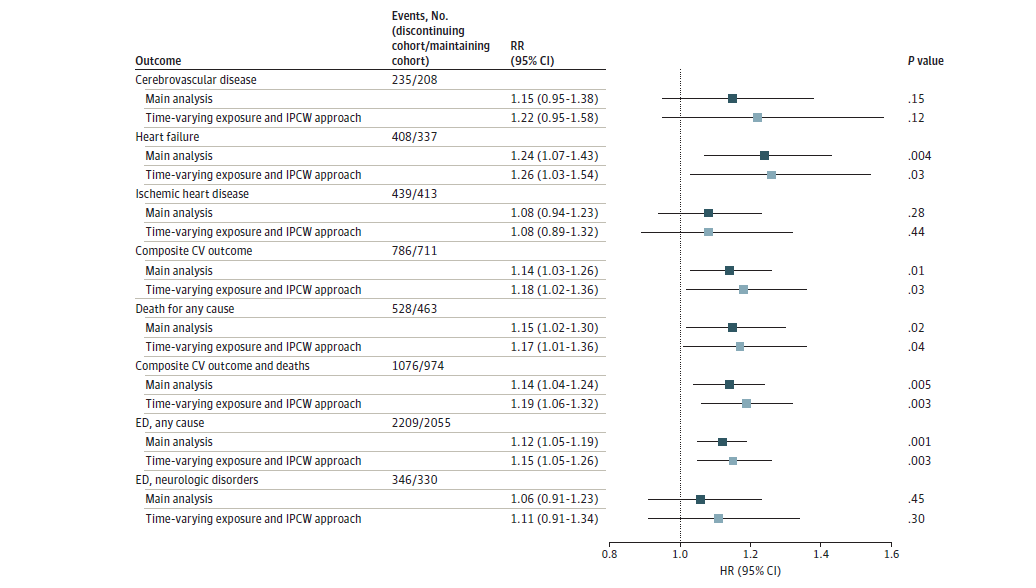 Events, No.
(discontinuing
cohort/maintaining RR
Outcome cohort) (95% CI) P value
Cerebrovascular disease 235/208
Main analysis 1.15 (0.95-1.38) .15
Time-varying exposure and IPCW approach 1.22 (0.95-1.58) .12
Heart failure 408/337
Main analysis 1.24 (1.07-1.43) .004
Time-varying exposure and IPCW approach 1.26 (1.03-1.54) .03
Ischemic heart disease 439/413
Main analysis 1.08 (0.94-1.23) .28
Time-varying exposure and IPCW approach 1.08 (0.89-1.32) .44
Composite CV outcome 786/711
Main analysis 1.14 (1.03-1.26) .01
Time-varying exposure and IPCW approach 1.18 (1.02-1.36) .03
Death for any cause 528/463
Main analysis 1.15 (1.02-1.30) .02
Time-varying exposure and IPCW approach 1.17 (1.01-1.36) .04
Composite CV outcome and deaths 1076/974
Main analysis 1.14 (1.04-1.24) .005
Time-varying exposure and IPCW approach 1.19 (1.06-1.32) .003
ED, any cause 2209/2055
Main analysis 1.12 (1.05-1.19) .001
Time-varying exposure and IPCW approach 1.15 (1.05-1.26) .003
ED, neurologic disorders 346/330
Main analysis 1.06 (0.91-1.23) .45
Time-varying exposure and IPCW approach 1.11 (0.91-1.34) .30
0.8 1.0 1.2 1.4 1.6
HR (95% CI)